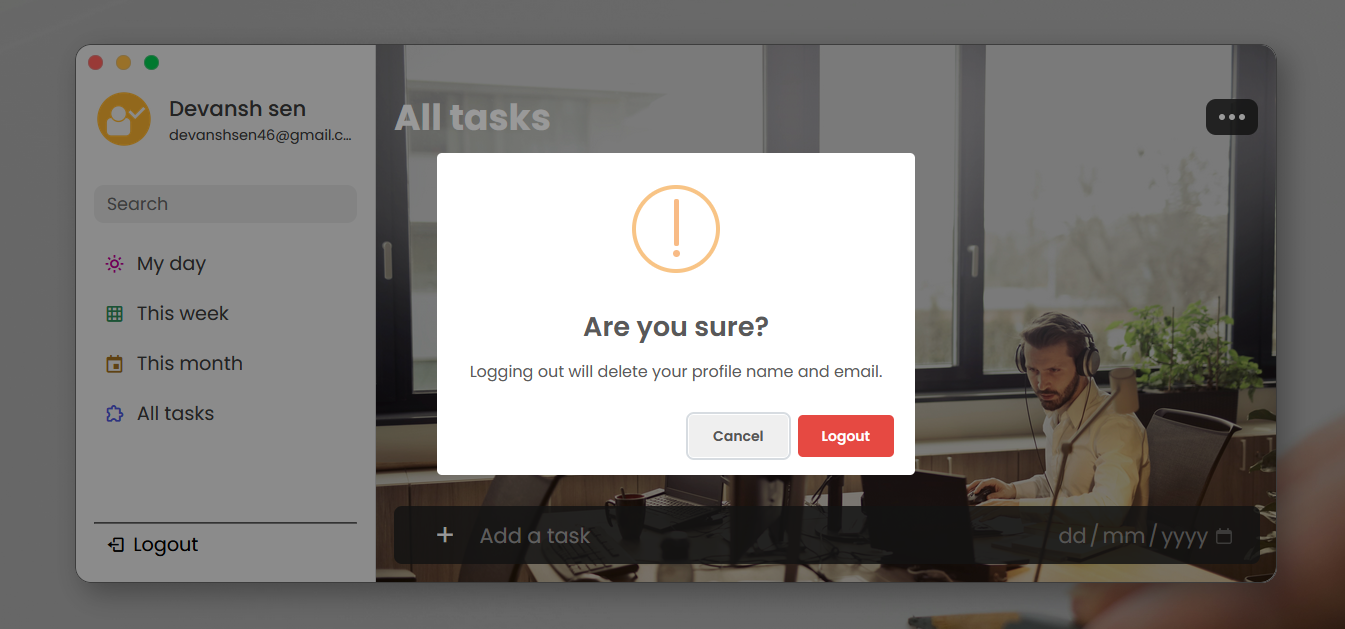 Devansh sen
devanshsen46@gmail.c...
Search
My day
This week
This month
All tasks
Logout
All tasks
Are you sure?
Logging out will delete your profile name and email.
Cancel
Logout
+ Add a task
dd/mm/yyyy